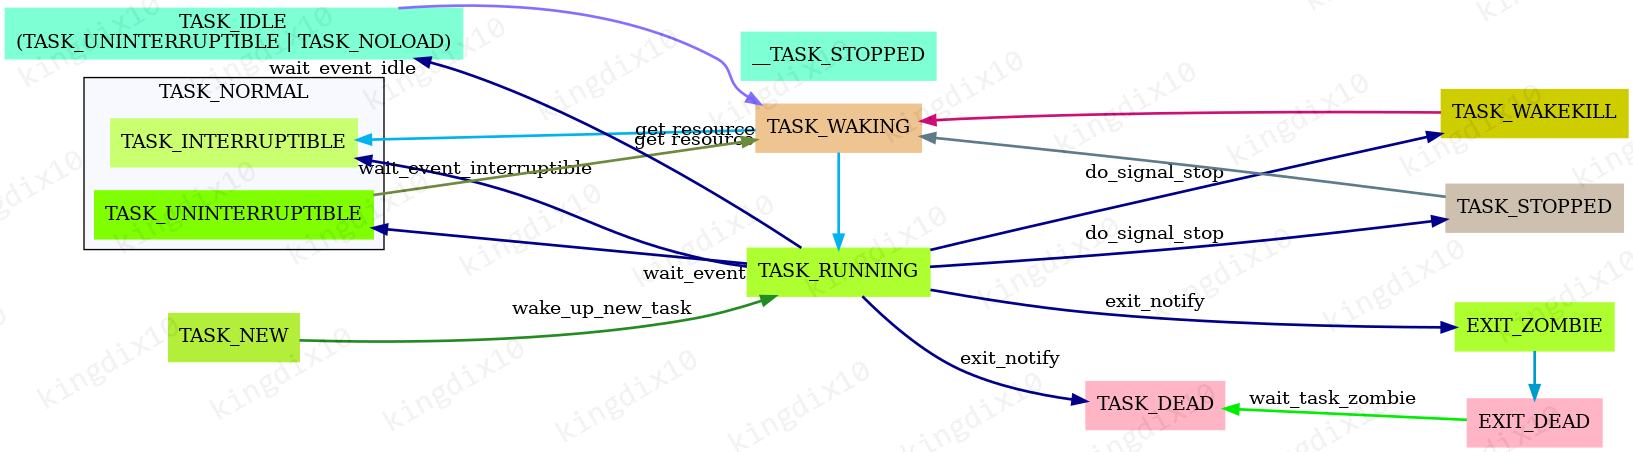 TASK_IDLE
(TASK_UNINTERRUPTIBLE | TASK_NOLOAD)
__TASK_STOPPED
wait_event_idle
TASK_NORMAL
TASK_INTERRUPTIBLE
TASK_UNINTERRUPTIBLE
get resource
get resource
wait_event_interruptible
TASK_WAKING
TASK_WAKEKILL
do_signal_stop
TASK_STOPPED
do_signal_stop
wait_event
TASK_RUNNING
wake_up_new_task
TASK_NEW
exit_notify
EXIT_ZOMBIE
exit_notify
TASK_DEAD
wait_task_zombie
EXIT_DEAD
kingdix10